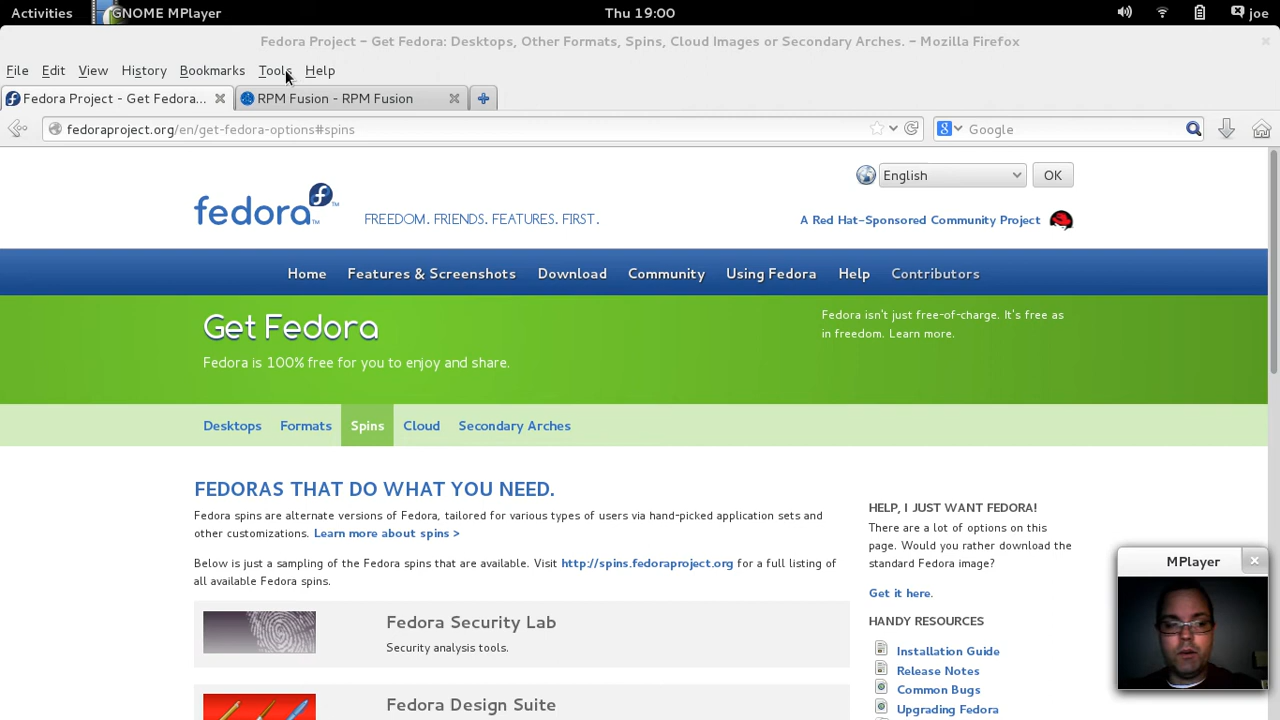 Activities GNOME MPlayer Thu 19:00 joe
Fedora Project - Get Fedora: Desktops, Other Formats, Spins, Cloud Images or Secondary Arches. - Mozilla Firefox
File Edit View History Bookmarks Tools Help
Fedora Project - Get Fedora... RPM Fusion - RPM Fusion
fedoraproject.org/en/get-fedora-options#spins Google
English OK
fedora™ FREEDOM. FRIENDS. FEATURES. FIRST. A Red Hat-Sponsored Community Project
Home Features & Screenshots Download Community Using Fedora Help Contributors
Get Fedora
Fedora is 100% free for you to enjoy and share.
Fedora isn't just free-of-charge. It's free as
in freedom. Learn more.
Desktops Formats Spins Cloud Secondary Arches
FEDORAS THAT DO WHAT YOU NEED.
Fedora spins are alternate versions of Fedora, tailored for various types of users via hand-picked application sets and
other customizations. Learn more about spins >
Below is just a sampling of the Fedora spins that are available. Visit http://spins.fedoraproject.org for a full listing of
all available Fedora spins.
Fedora Security Lab
Security analysis tools.
Fedora Design Suite
HELP, I JUST WANT FEDORA!
There are a lot of options on this
page. Would you rather download the
standard Fedora image?
Get it here.
HANDY RESOURCES
Installation Guide
Release Notes
Common Bugs
Upgrading Fedora
MPlayer